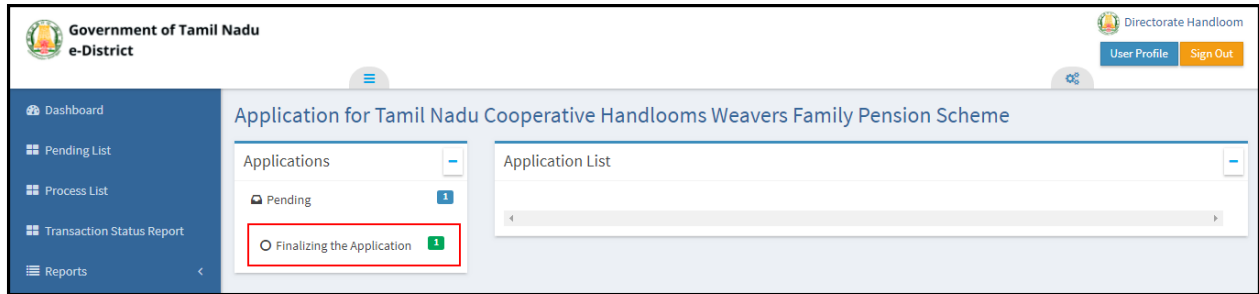 Government of Tamil Nadu
e-District
Directorate Handloom
User Profile
Sign Out
Dashboard
Pending List
Process List
Transaction Status Report
Reports
Application for Tamil Nadu Cooperative Handlooms Weavers Family Pension Scheme
Applications
Pending 1
Finalizing the Application 1
Application List